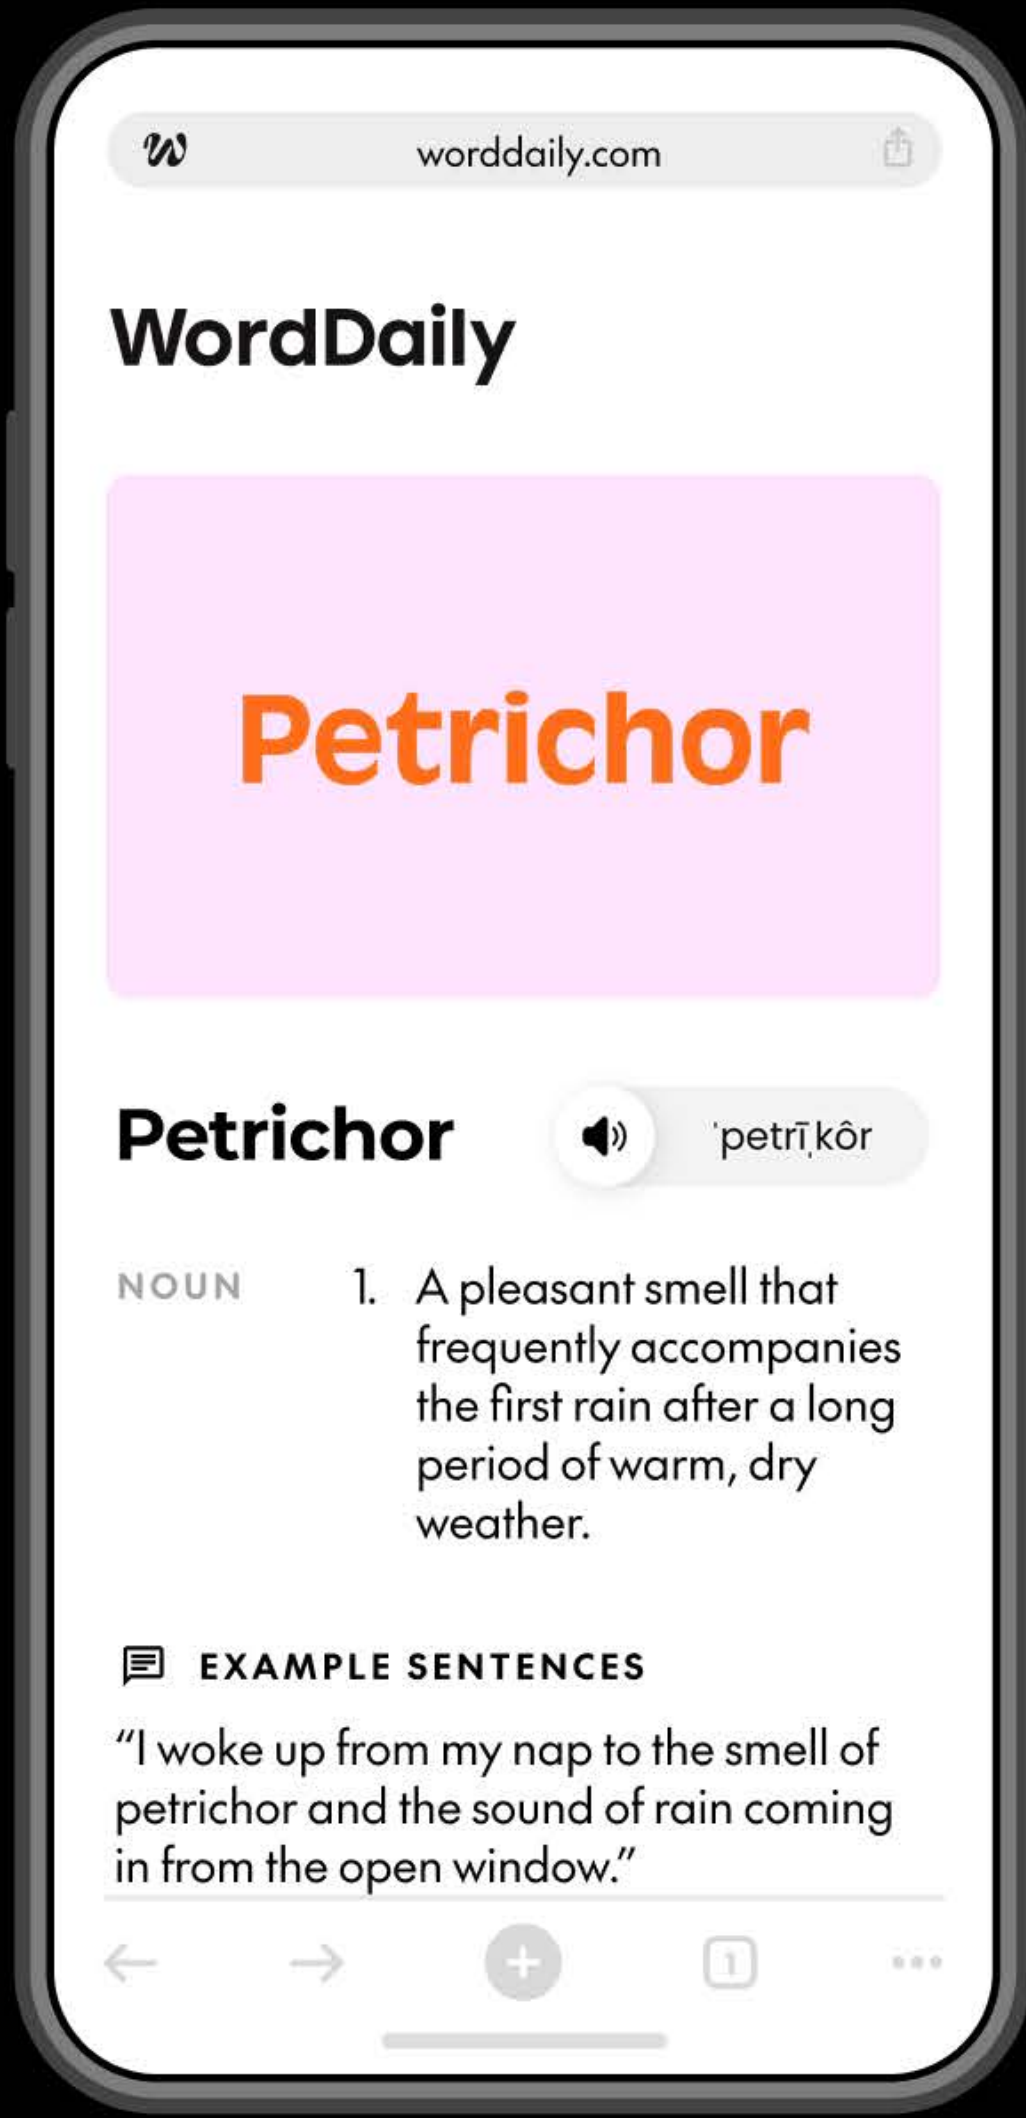 W
worddaily.com
WordDaily
Petrichor
Petrichor
ˈpetrīˌkôr
NOUN
1. A pleasant smell that
frequently accompanies
the first rain after a long
period of warm, dry
weather.
EXAMPLE SENTENCES
“I woke up from my nap to the smell of
petrichor and the sound of rain coming
in from the open window.”
1